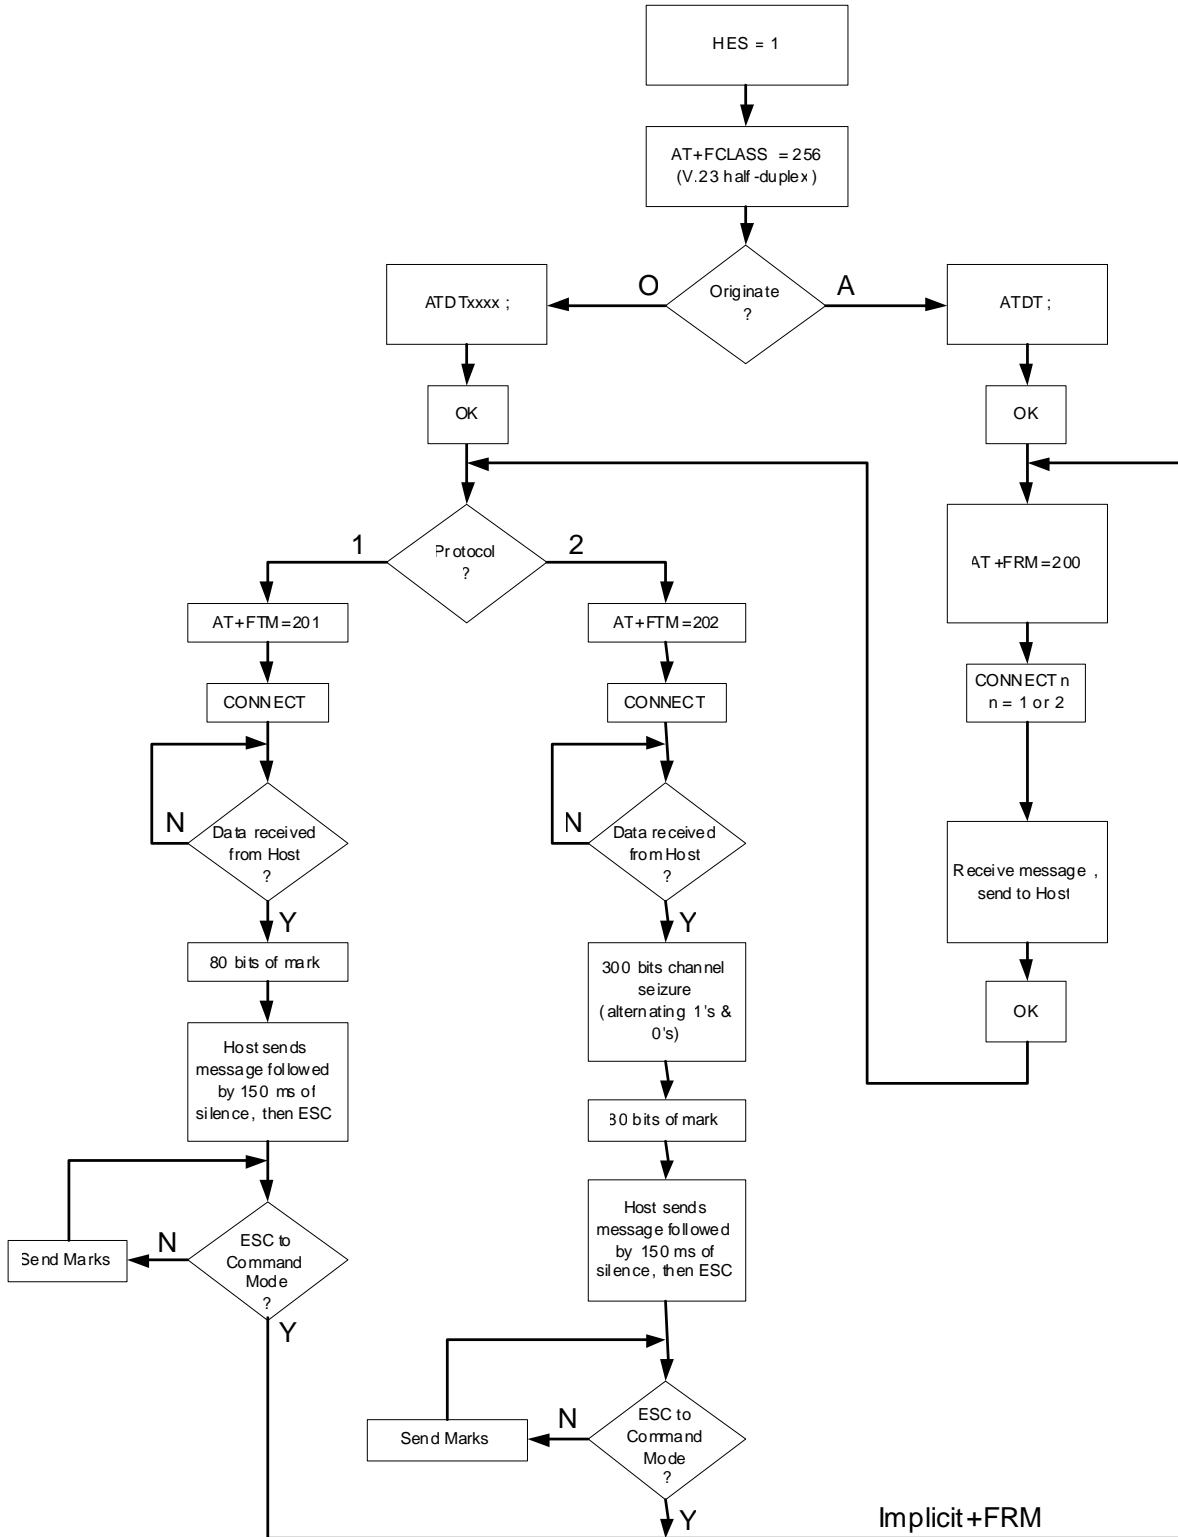 HES = 1
AT+FCLASS = 256
(V.23 half-duplex)
Originate
?
O
A
ATDTxxxx ;
ATDT ;
OK
OK
Protocol
?
1
2
AT+FTM=201
AT+FTM=202
AT+FRM=200
CONNECT
CONNECT
CONNECT n
n = 1 or 2
Data received
from Host
?
N
Y
Data received
from Host
?
N
Y
Receive message ,
send to Host
80 bits of mark
300 bits channel
seizure
(alternating 1's &
0's)
OK
Host sends
message followed
by 150 ms of
silence, then ESC
80 bits of mark
Host sends
message followed
by 150 ms of
silence, then ESC
ESC to
Command
Mode
?
N
Send Marks
Y
ESC to
Command
Mode
?
N
Send Marks
Y
Implicit+FRM